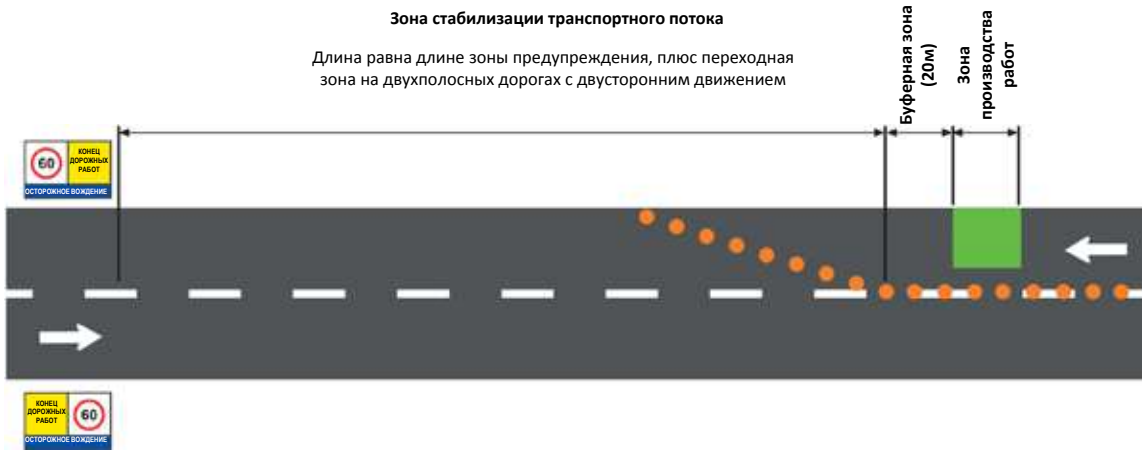 Зона стабилизации транспортного потока
Длина равна длине зоны предупреждения, плюс переходная
зона на двухполосных дорогах с двусторонним движением
Буферная зона
(20м)
Зона
производства
работ
60
КОНЕЦ
ДОРОЖНЫХ
РАБОТ
ОСТОРОЖНОЕ ВОЖДЕНИЕ
КОНЕЦ
ДОРОЖНЫХ
РАБОТ
60
ОСТОРОЖНОЕ ВОЖДЕНИЕ